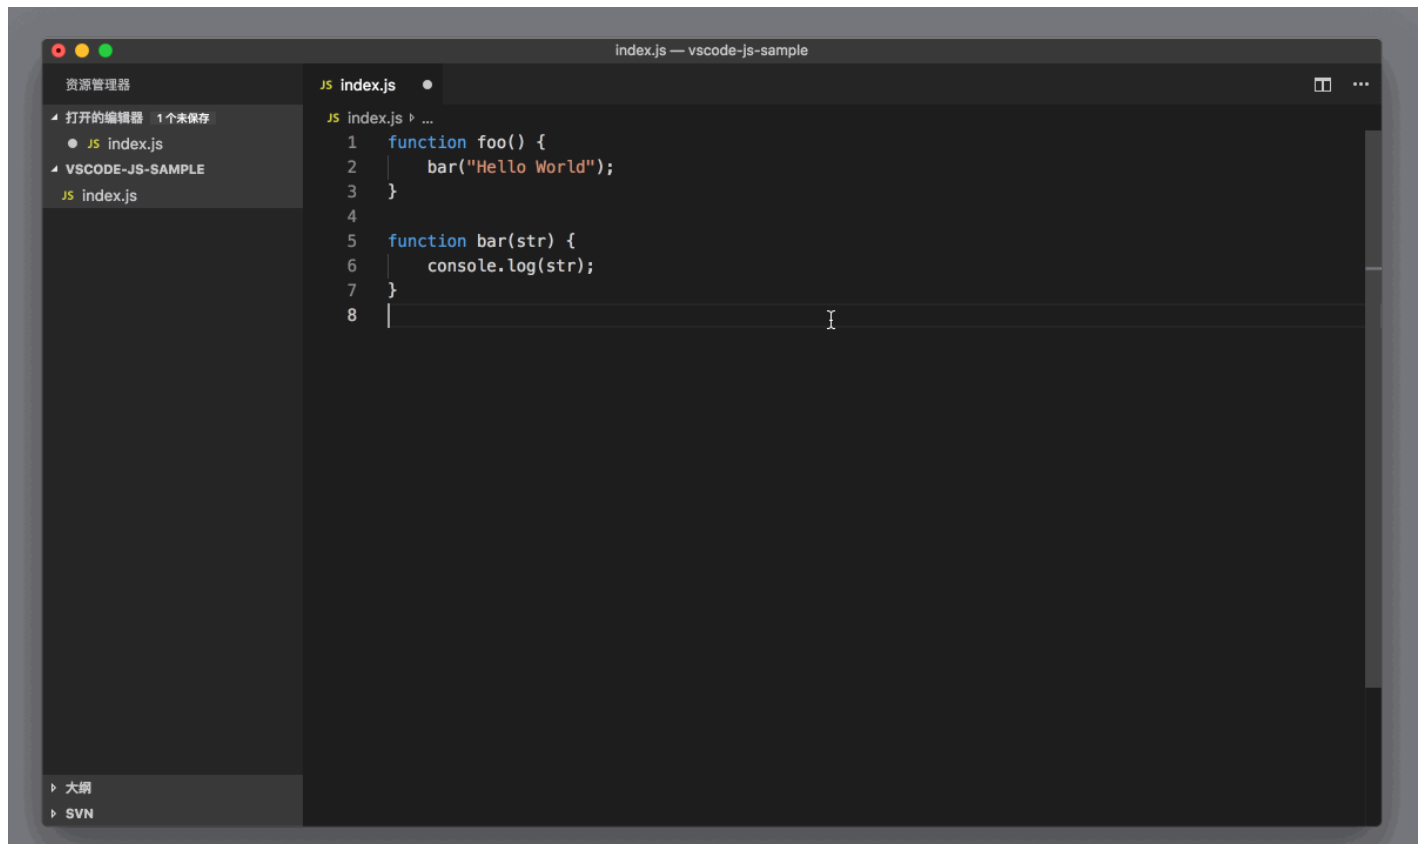 index.js — vscode-js-sample
资源管理器
打开的编辑器 1个未保存
JS index.js
VSCODE-JS-SAMPLE
JS index.js
大纲
SVN
JS index.js
JS index.js ...
1 function foo() {
2     bar("Hello World");
3 }
4
5 function bar(str) {
6     console.log(str);
7 }
8